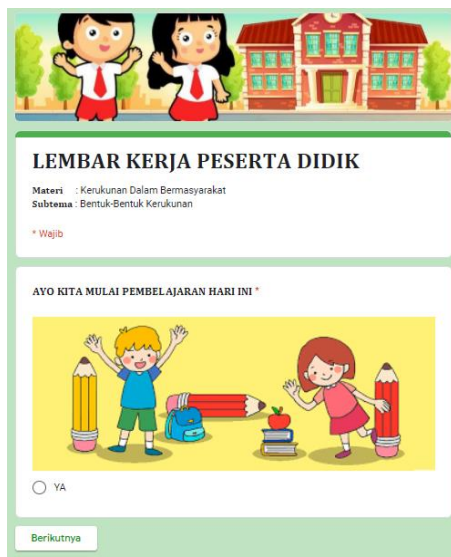 LEMBAR KERJA PESERTA DIDIK
Materi : Kerukunan Dalam Bermasyarakat
Subtema : Bentuk-Bentuk Kerukunan
* Wajib
AYO KITA MULAI PEMBELAJARAN HARI INI *
YA
Berikutnya